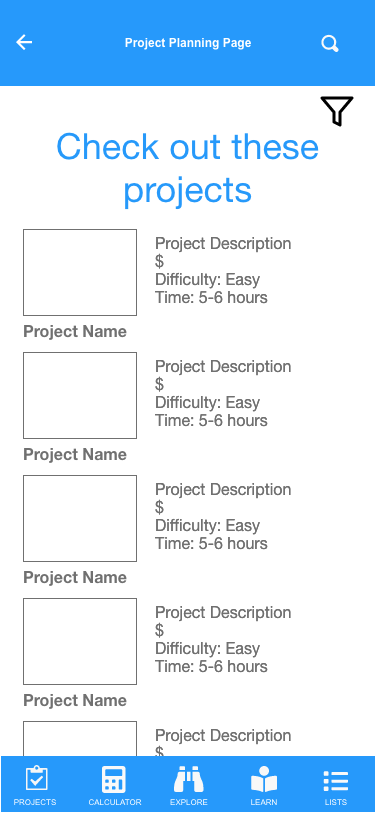 Project Planning Page
Check out these
projects
Project Description
$
Difficulty: Easy
Time: 5-6 hours
Project Name
Project Description
$
Difficulty: Easy
Time: 5-6 hours
Project Name
Project Description
$
Difficulty: Easy
Time: 5-6 hours
Project Name
Project Description
$
Difficulty: Easy
Time: 5-6 hours
Project Name
Project Description
$
PROJECTS CALCULATOR EXPLORE LEARN LISTS